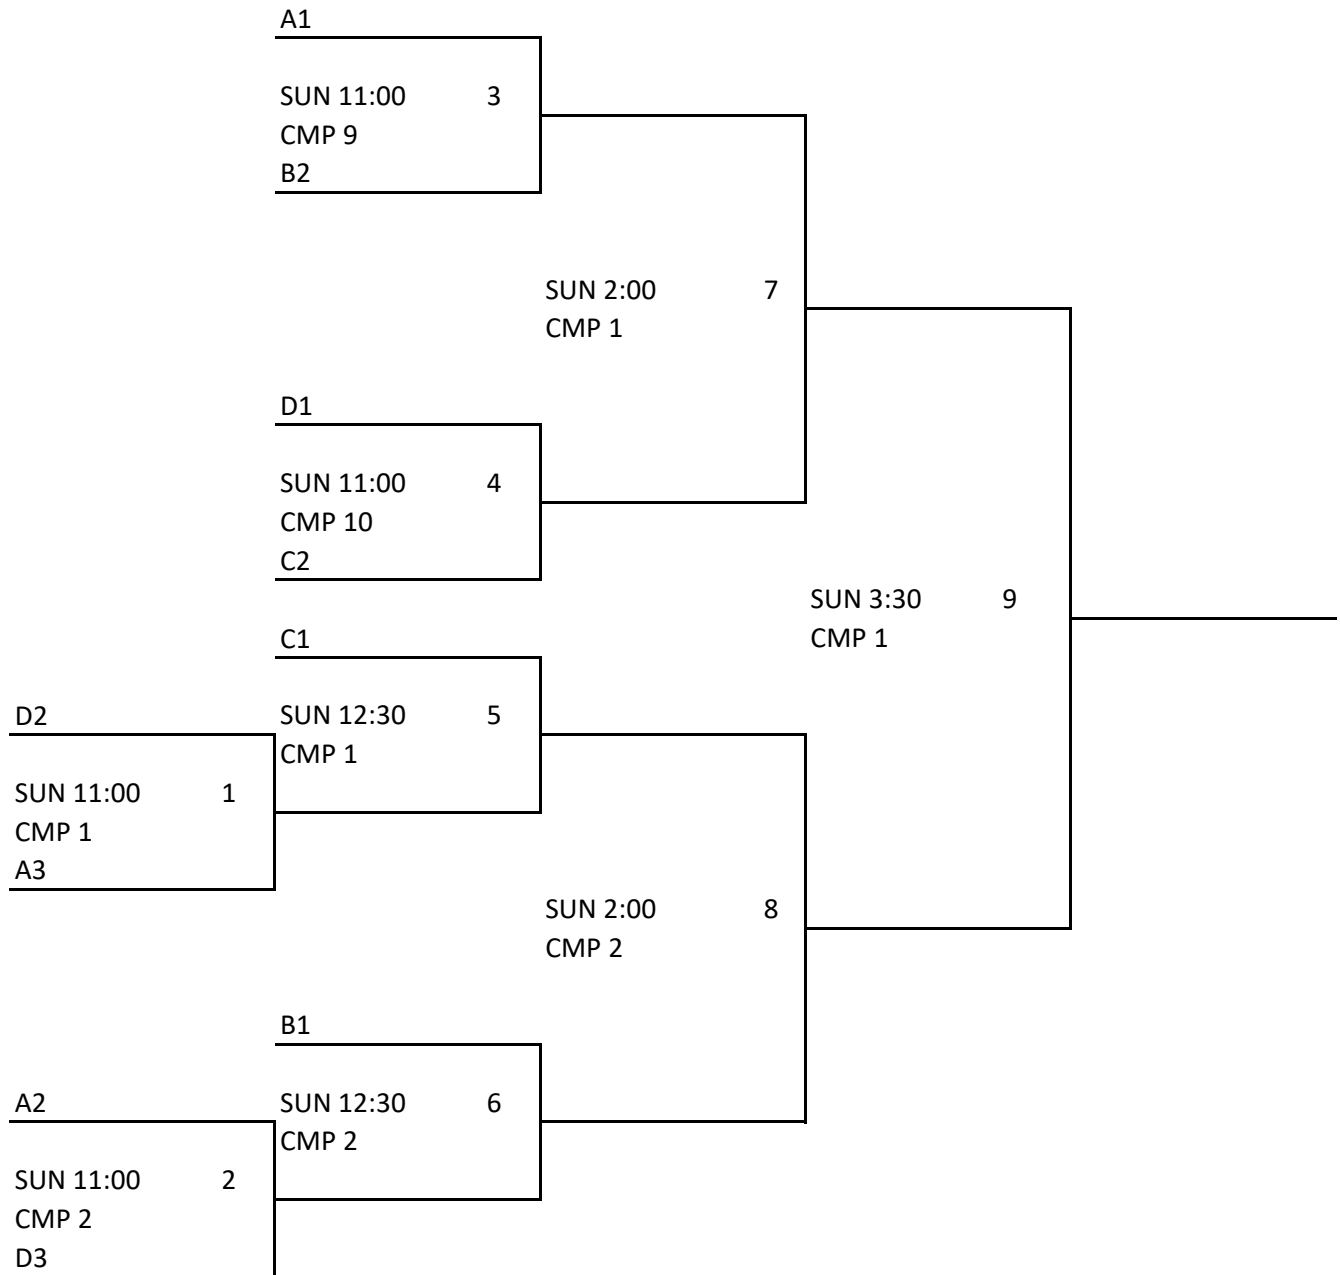 A1
SUN 11:00 3
CMP 9
B2
SUN 2:00 7
CMP 1
D1
SUN 11:00 4
CMP 10
C2
SUN 3:30 9
CMP 1
C1
D2
SUN 12:30 5
CMP 1
SUN 11:00 1
CMP 1
A3
SUN 2:00 8
CMP 2
B1
A2
SUN 12:30 6
CMP 2
SUN 11:00 2
CMP 2
D3